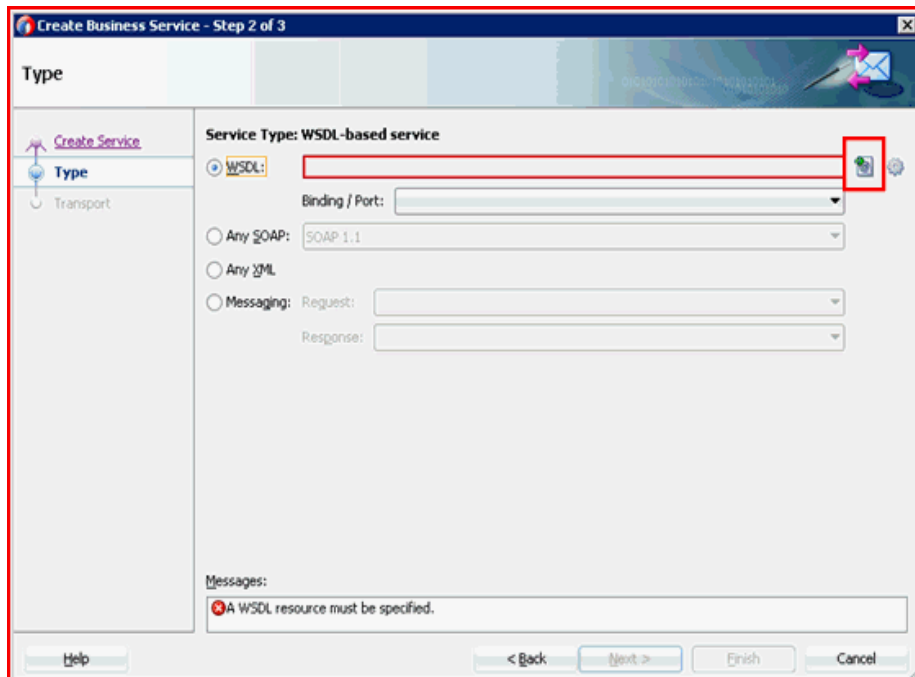 Create Business Service - Step 2 of 3
Type
Create Service
Type
Transport
Service Type: WSDL-based service
WSDL:
Binding / Port:
Any SOAP: SOAP 1.1
Any XML
Messaging: Request:
Response:
Messages:
A WSDL resource must be specified.
Help < Back Next > Finish Cancel